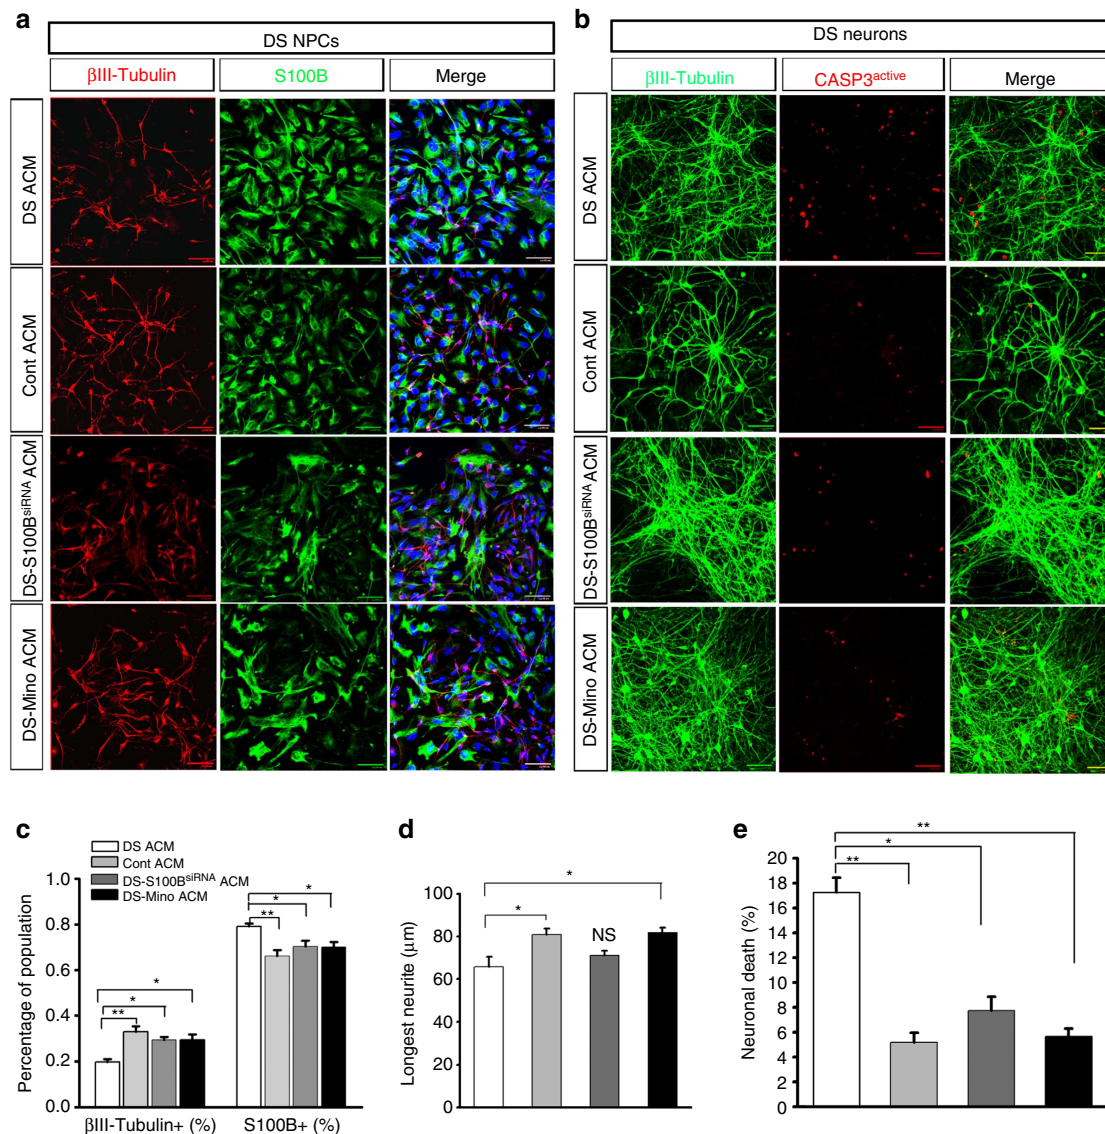 a
DS NPCs
βIII-Tubulin S100B Merge
DS ACM
Cont ACM
DS-S100BsiRNA ACM
DS-Mino ACM
b
DS neurons
βIII-Tubulin CASP3active Merge
DS ACM
Cont ACM
DS-S100BsiRNA ACM
DS-Mino ACM
c
DS ACM
Cont ACM
DS-S100BsiRNA ACM
DS-Mino ACM
Percentage of population
1.0
0.8
0.6
0.4
0.2
0.0
** * *
** * *
βIII-Tubulin+ (%) S100B+ (%)
d
Longest neurite (μm)
100
80
60
40
20
0
*
*
NS
e
Neuronal death (%)
20
18
16
18
12
10
8
6
4
2
0
**
*
**